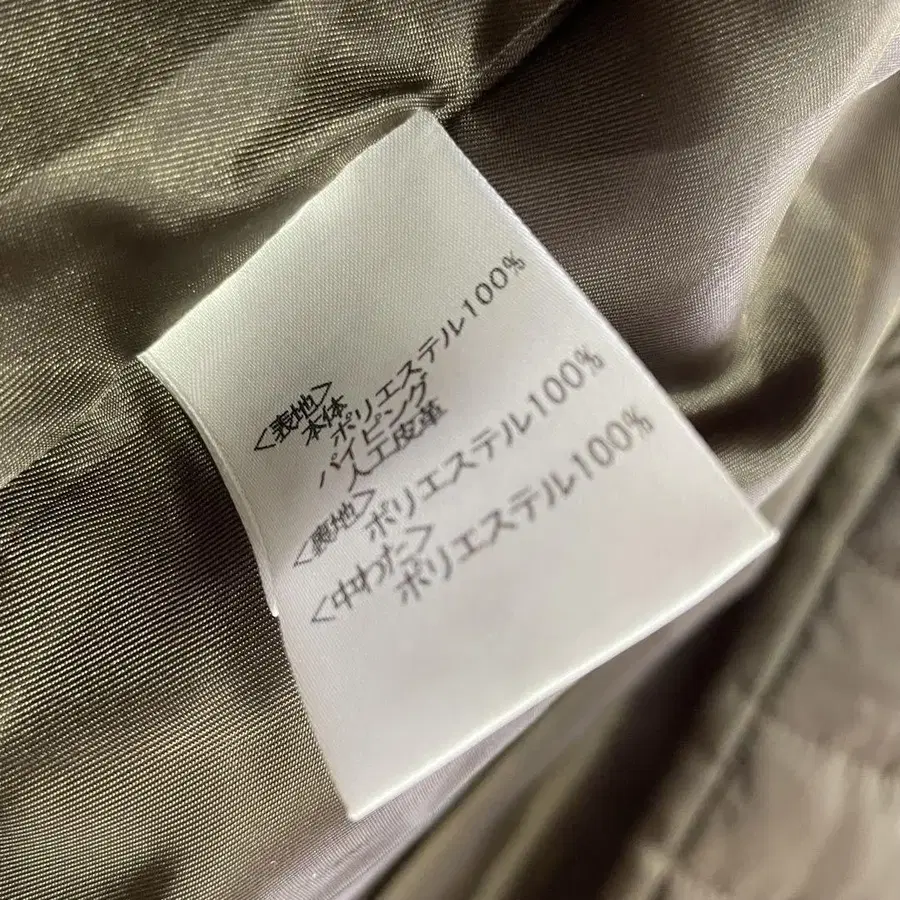 <表地>
本体
ポリエステル100%
パイピング
人工皮革
<裏地>
ポリエステル100%
<中わた>
ポリエステル100%